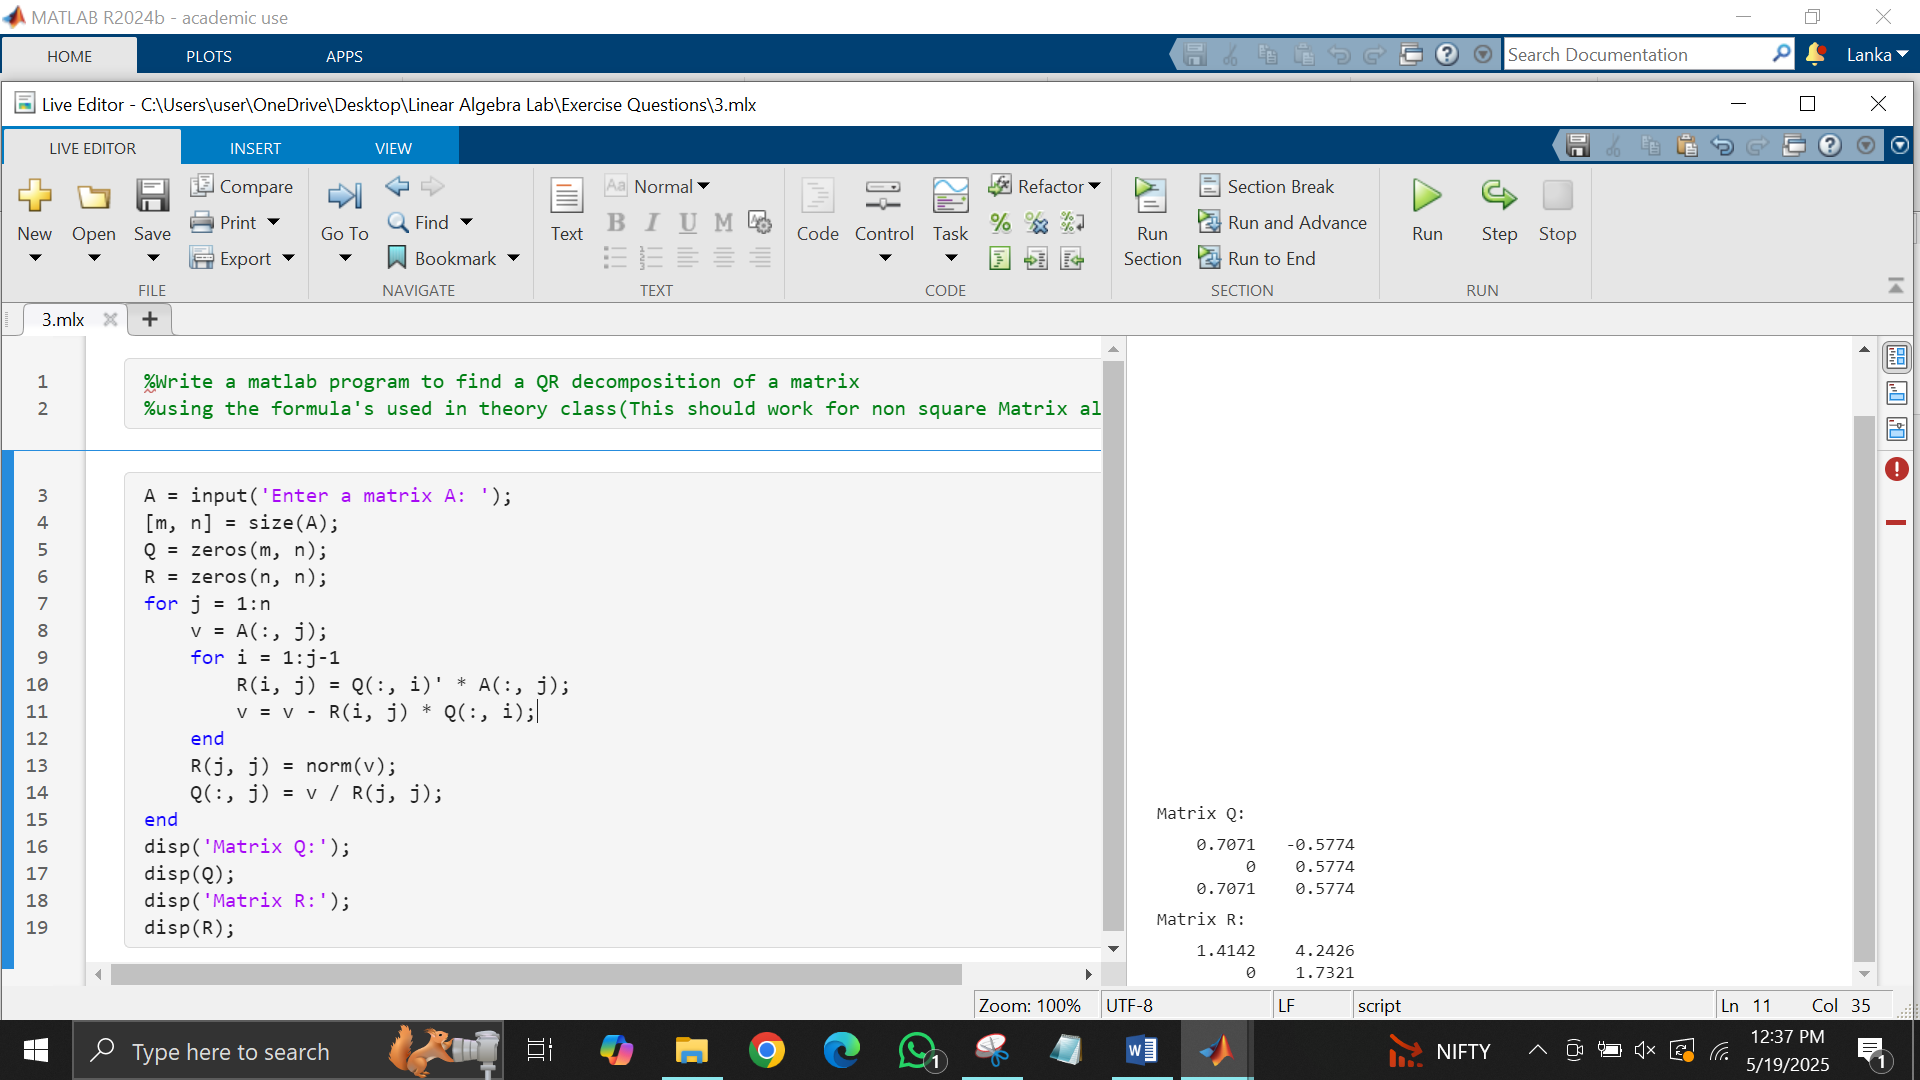 MATLAB R2024b - academic use
HOME PLOTS APPS Search Documentation Lanka
Live Editor - C:\Users\user\OneDrive\Desktop\Linear Algebra Lab\Exercise Questions\3.mlx
LIVE EDITOR INSERT VIEW
New Open Save Compare Print Export
FILE
Go To Find Bookmark
NAVIGATE
Text Aa Normal B I U M
TEXT
Code Control Task Refactor
CODE
Run Section Section Break Run and Advance Run to End
SECTION
Run Step Stop
RUN
3.mlx
1 %Write a matlab program to find a QR decomposition of a matrix
2 %using the formula's used in theory class(This should work for non square Matrix al
3 A = input('Enter a matrix A: ');
4 [m, n] = size(A);
5 Q = zeros(m, n);
6 R = zeros(n, n);
7 for j = 1:n
8 v = A(:, j);
9 for i = 1:j-1
10 R(i, j) = Q(:, i)' * A(:, j);
11 v = v - R(i, j) * Q(:, i);
12 end
13 R(j, j) = norm(v);
14 Q(:, j) = v / R(j, j);
15 end
16 disp('Matrix Q:');
17 disp(Q);
18 disp('Matrix R:');
19 disp(R);
Matrix Q:
0.7071 -0.5774
0 0.5774
0.7071 0.5774
Matrix R:
1.4142 4.2426
0 1.7321
Zoom: 100% UTF-8 LF script Ln 11 Col 35
Type here to search
1
NIFTY
12:37 PM
5/19/2025
1